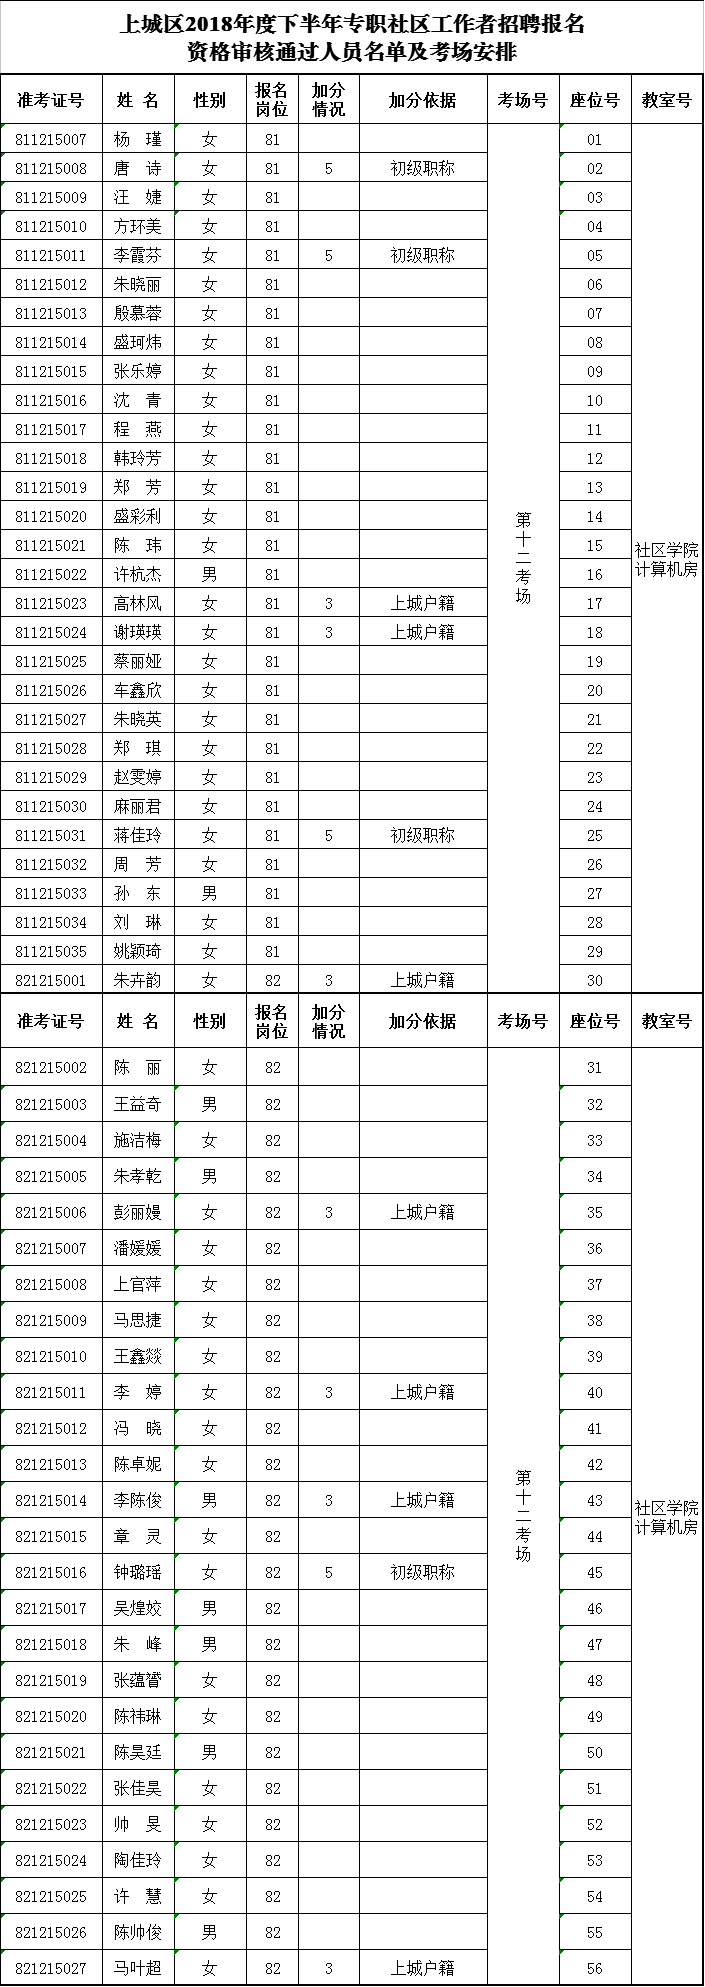 上城区2018年度下半年专职社区工作者招聘报名
资格审核通过人员名单及考场安排
准考证号 姓 名 性别 报名岗位 加分情况 加分依据 考场号 座位号 教室号
811215007 杨 瑾 女 81 01
811215008 唐 诗 女 81 5 初级职称 02
811215009 汪 婕 女 81 03
811215010 方环美 女 81 04
811215011 李霞芬 女 81 5 初级职称 05
811215012 朱晓丽 女 81 06
811215013 殷慕蓉 女 81 07
811215014 盛珂炜 女 81 08
811215015 张乐婷 女 81 09
811215016 沈 青 女 81 10
811215017 程 燕 女 81 11
811215018 韩玲芳 女 81 12
811215019 郑 芳 女 81 13
811215020 盛彩利 女 81 14
811215021 陈 玮 女 81 15
811215022 许杭杰 男 81 16
811215023 高林风 女 81 3 上城户籍 17
811215024 谢瑛瑛 女 81 3 上城户籍 18
811215025 蔡丽娅 女 81 19
811215026 车鑫欣 女 81 20
811215027 朱晓英 女 81 21
811215028 郑 琪 女 81 22
811215029 赵雯婷 女 81 23
811215030 麻丽君 女 81 24
811215031 蒋佳玲 女 81 5 初级职称 25
811215032 周 芳 女 81 26
811215033 孙 东 男 81 27
811215034 刘 琳 女 81 28
811215035 姚颖琦 女 81 29
821215001 朱卉韵 女 82 3 上城户籍 30
第十二考场
社区学院
计算机房
准考证号 姓 名 性别 报名岗位 加分情况 加分依据 考场号 座位号 教室号
821215002 陈 丽 女 82 31
821215003 王益奇 男 82 32
821215004 施洁梅 女 82 33
821215005 朱孝乾 男 82 34
821215006 彭丽嫚 女 82 3 上城户籍 35
821215007 潘媛媛 女 82 36
821215008 上官萍 女 82 37
821215009 马思捷 女 82 38
821215010 王鑫燚 女 82 39
821215011 李 婷 女 82 3 上城户籍 40
821215012 冯 晓 女 82 41
821215013 陈卓妮 女 82 42
821215014 李陈俊 男 82 3 上城户籍 43
821215015 章 灵 女 82 44
821215016 钟璐瑶 女 82 5 初级职称 45
821215017 吴煌姣 男 82 46
821215018 朱 峰 男 82 47
821215019 张蕴膋 女 82 48
821215020 陈祎琳 女 82 49
821215021 陈昊廷 男 82 50
821215022 张佳昊 女 82 51
821215023 帅 旻 女 82 52
821215024 陶佳玲 女 82 53
821215025 许 慧 女 82 54
821215026 陈帅俊 男 82 55
821215027 马叶超 女 82 3 上城户籍 56
第十二考场
社区学院
计算机房